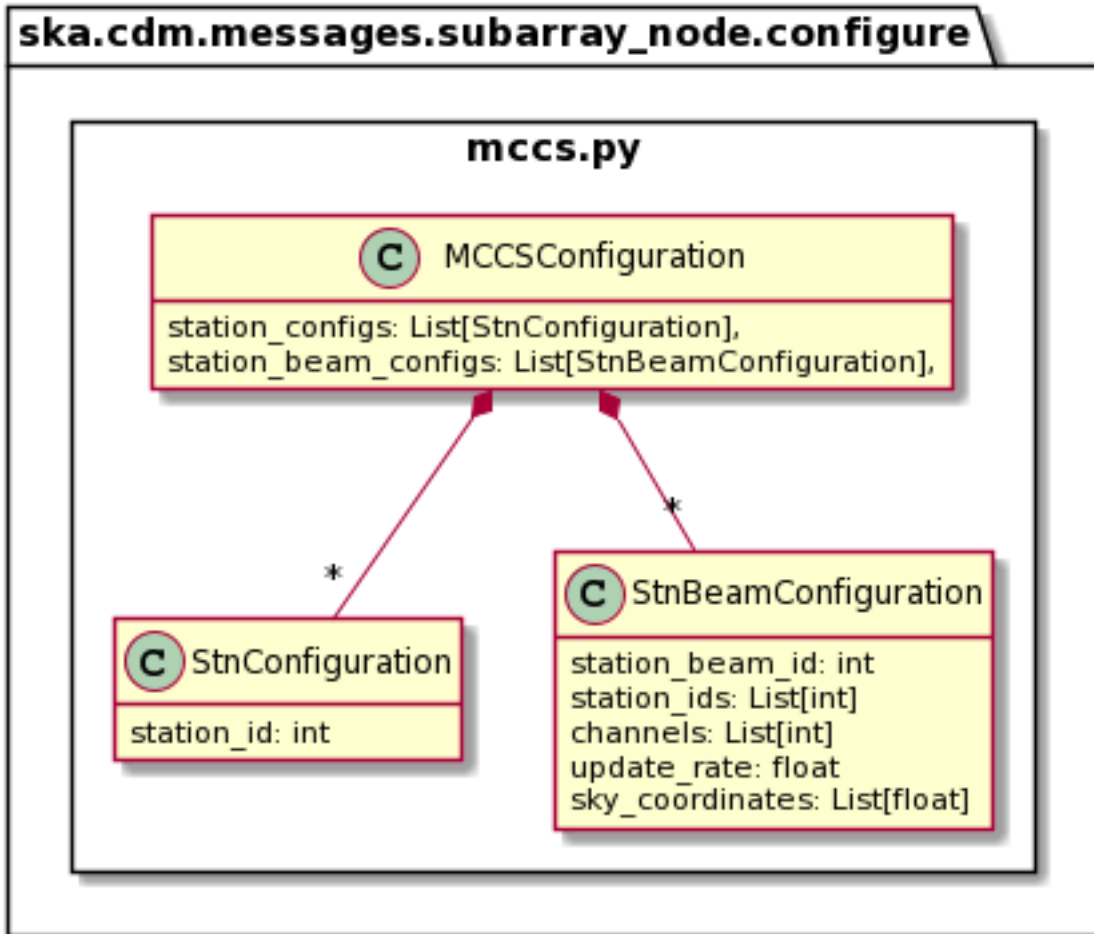 ska.cdm.messages.subarray_node.configure
mccs.py
C MCCSConfiguration
station_configs: List[StnConfiguration],
station_beam_configs: List[StnBeamConfiguration],
*
*
C StnConfiguration
station_id: int
C StnBeamConfiguration
station_beam_id: int
station_ids: List[int]
channels: List[int]
update_rate: float
sky_coordinates: List[float]